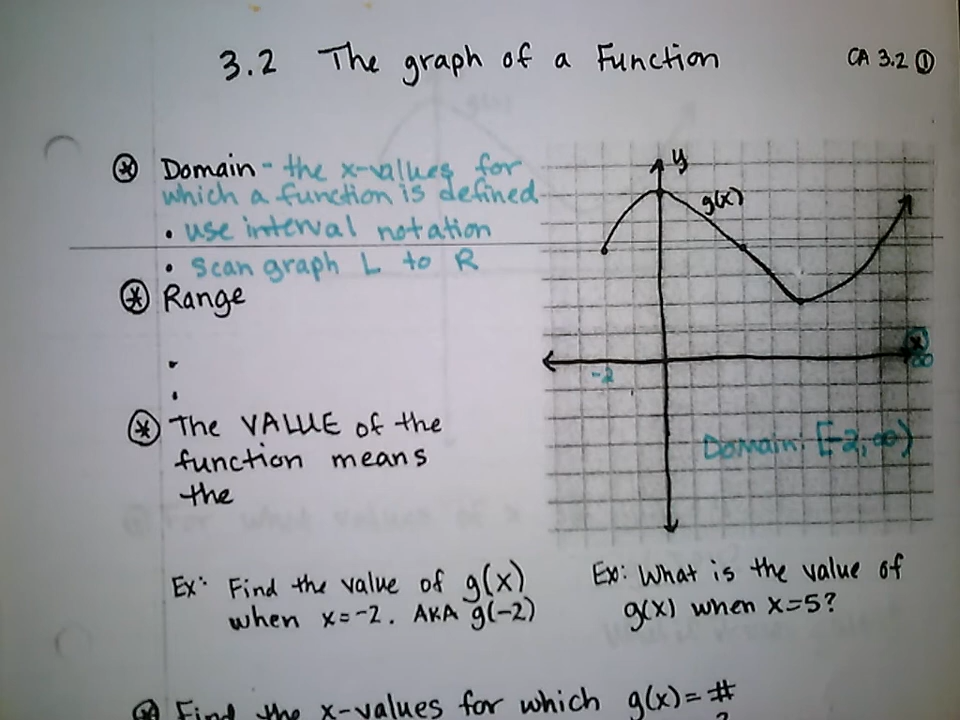 3.2 The graph of a Function
CA 3.2 ①
⊛ Domain - the x-values for
which a function is defined
• use interval notation
• Scan graph L to R
⊛ Range
•
•
⊛ The VALUE of the
function means
the
y
g(x)
x
∞
-2
Domain: [-2, ∞)
Ex: Find the value of g(x)
when x=-2. AKA g(-2)
Ex: What is the value of
g(x) when x=5?
⊛ Find the x-values for which g(x)=#